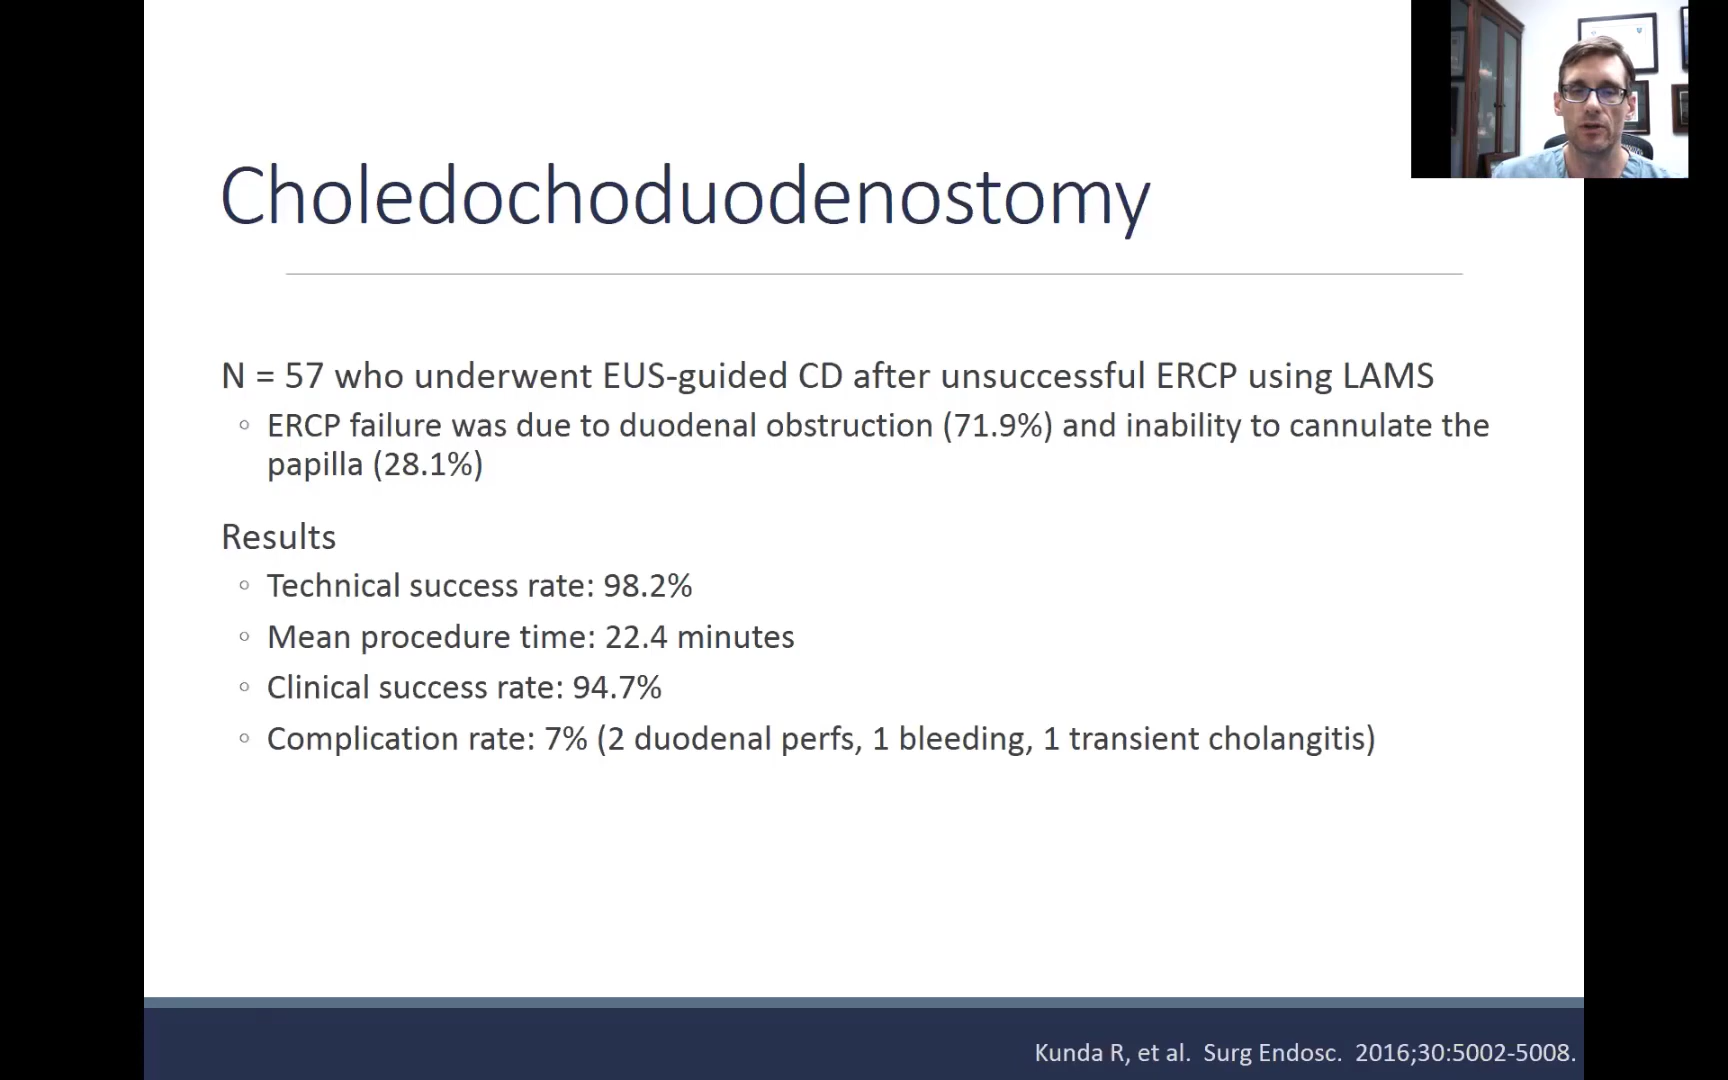 Choledochoduodenostomy
N = 57 who underwent EUS-guided CD after unsuccessful ERCP using LAMS
◦ ERCP failure was due to duodenal obstruction (71.9%) and inability to cannulate the
papilla (28.1%)
Results
◦ Technical success rate: 98.2%
◦ Mean procedure time: 22.4 minutes
◦ Clinical success rate: 94.7%
◦ Complication rate: 7% (2 duodenal perfs, 1 bleeding, 1 transient cholangitis)
Kunda R, et al. Surg Endosc. 2016;30:5002-5008.